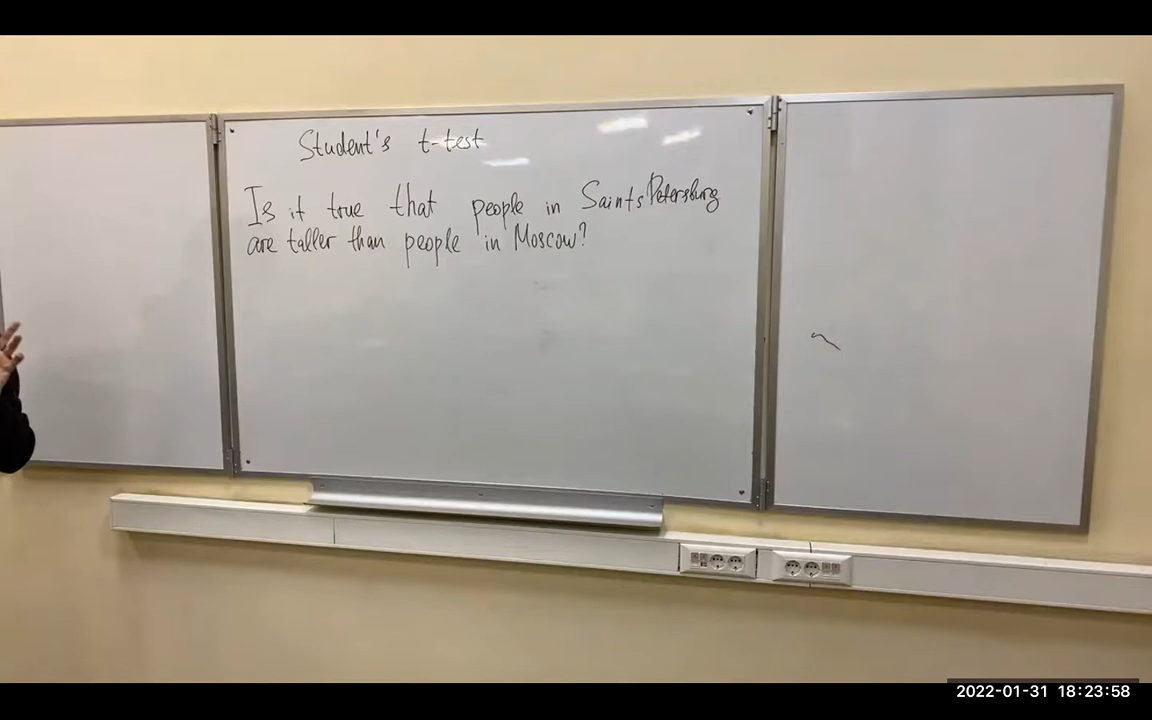 Student's t-test
Is it true that people in Saints Petersburg
are taller than people in Moscow?
2022-01-31 18:23:58